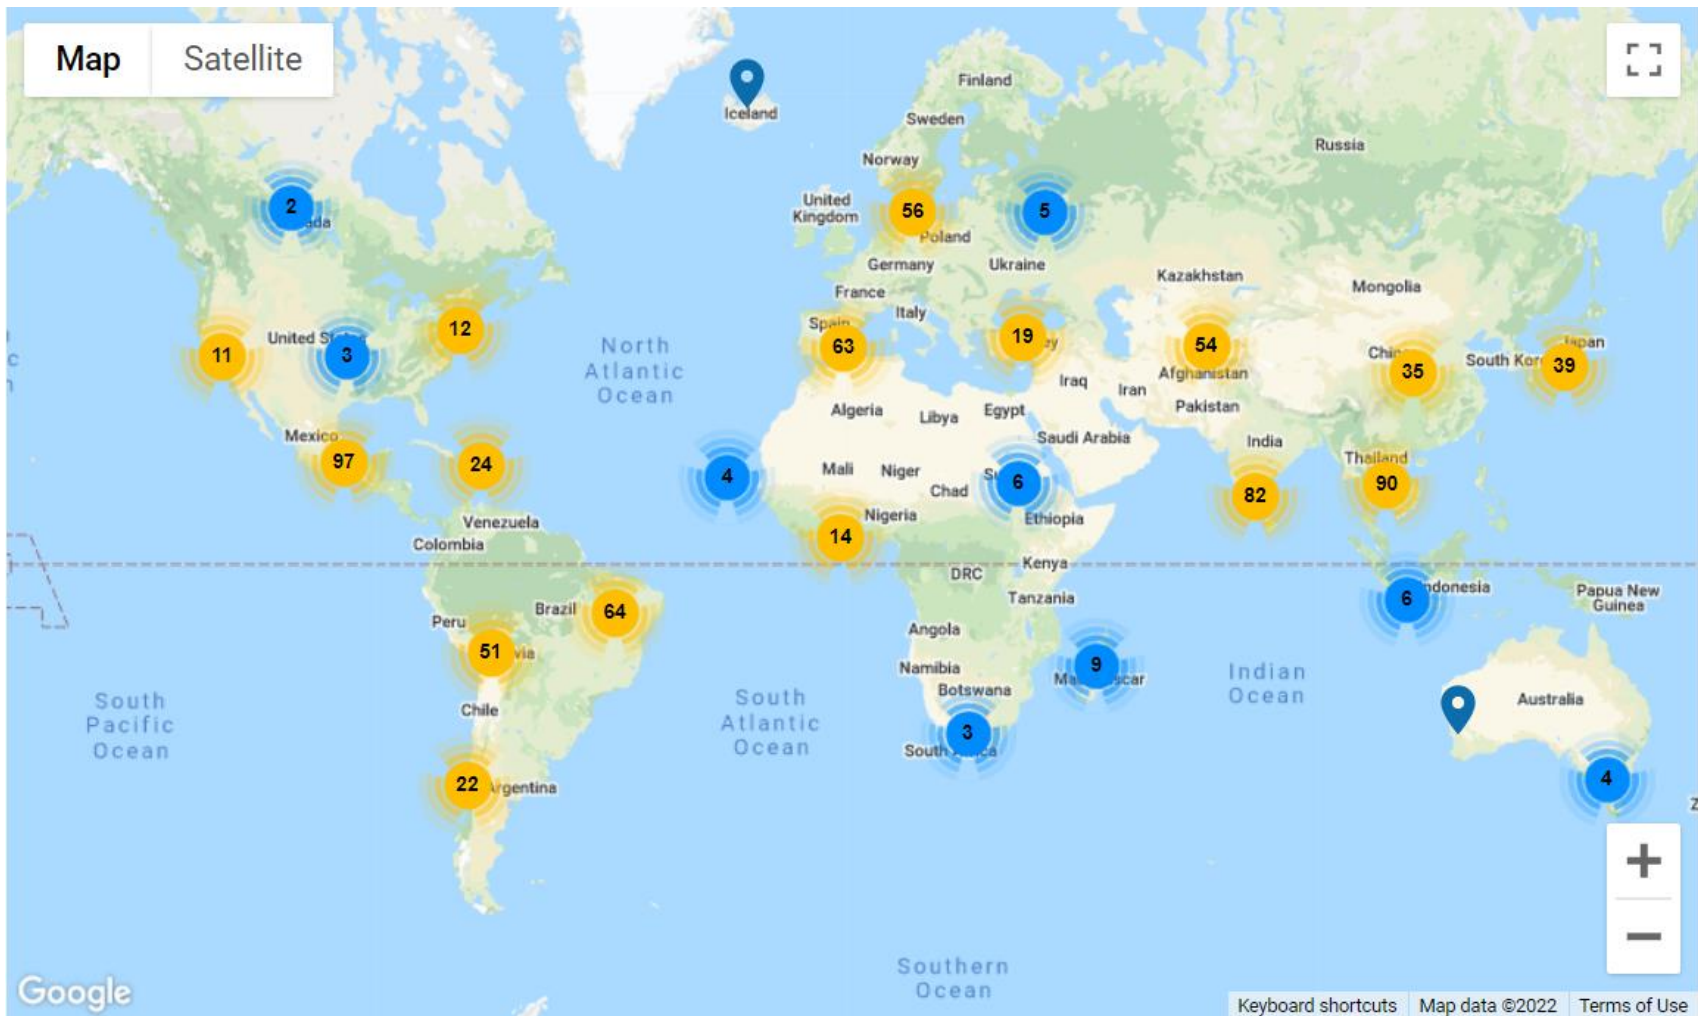 Map
Satellite
Finland
Iceland
Sweden
Russia
Norway
United
Kingdom
2
56
5
Poland
Germany
Ukraine
Kazakhstan
Mongolia
France
Italy
Spain
12
United
11
3
63
19
54
35
South
39
North
Atlantic
Ocean
Afghanistan
Iraq
Iran
Pakistan
Algeria
Libya
Egypt
Saudi Arabia
India
Mexico
97
24
4
Mali
Niger
Chad
6
Thailand
90
82
Venezuela
Colombia
14
Nigeria
Ethiopia
Kenya
DRC
Tanzania
6
Papua New
Guinea
Brazil
64
Peru
51
Angola
Namibia
Botswana
9
Indian
Ocean
Australia
South
Pacific
Ocean
Chile
South
Atlantic
Ocean
3
South
4
22
Argentina
Southern
Ocean
Google
Keyboard shortcuts
Map data ©2022
Terms of Use